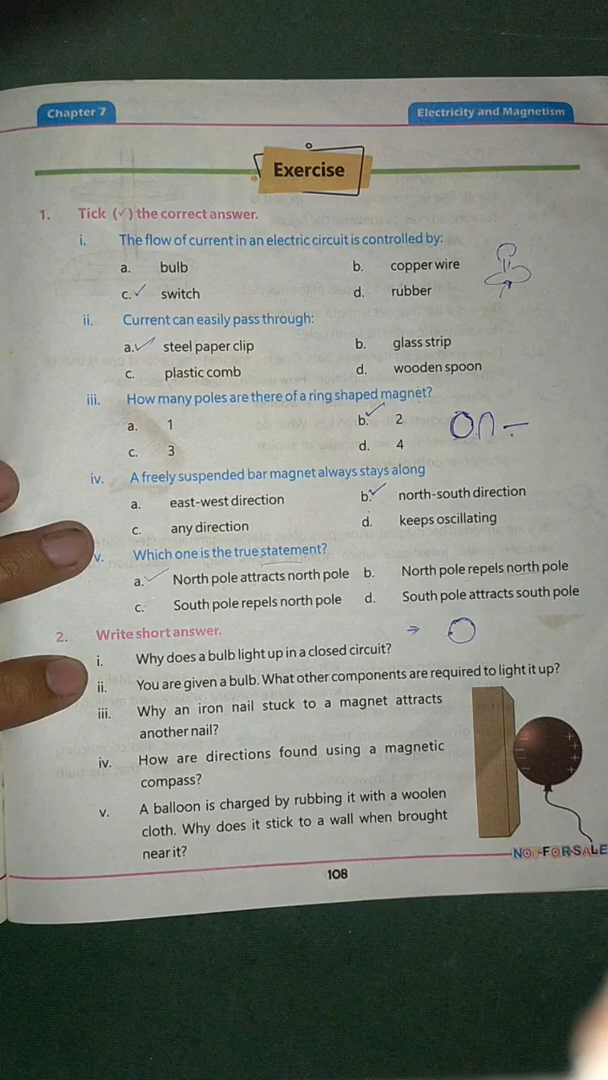 Chapter 7
Electricity and Magnetism
Exercise
1. Tick (✓) the correct answer.
i. The flow of current in an electric circuit is controlled by:
a. bulb b. copper wire
c. ✓ switch d. rubber
ii. Current can easily pass through:
a. ✓ steel paper clip b. glass strip
c. plastic comb d. wooden spoon
iii. How many poles are there of a ring shaped magnet?
a. 1 b. ✓ 2
c. 3 d. 4
On -
iv. A freely suspended bar magnet always stays along
a. east-west direction b. ✓ north-south direction
c. any direction d. keeps oscillating
v. Which one is the true statement?
a. ✓ North pole attracts north pole b. North pole repels north pole
c. South pole repels north pole d. South pole attracts south pole
2. Write short answer.
i. Why does a bulb light up in a closed circuit?
ii. You are given a bulb. What other components are required to light it up?
iii. Why an iron nail stuck to a magnet attracts
another nail?
iv. How are directions found using a magnetic
compass?
v. A balloon is charged by rubbing it with a woolen
cloth. Why does it stick to a wall when brought
near it?
NOT FOR SALE
108